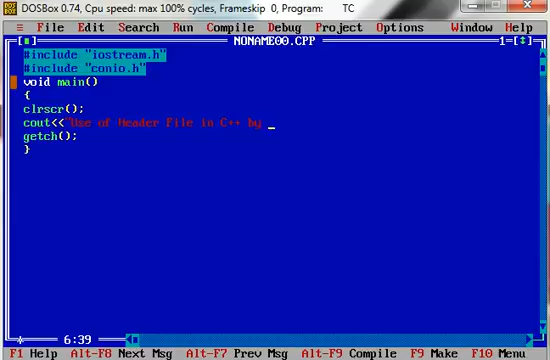 DOSBox 0.74, Cpu speed: max 100% cycles, Frameskip 0, Program: TC
≡ File Edit Search Run Compile Debug Project Options Window Help
[■] NONAME00.CPP 1=[↕]
#include "iostream.h"
#include "conio.h"
void main()
{
clrscr();
cout<<"Use of Header File in C++ by _
getch();
}
* 6:39
F1 Help Alt-F8 Next Msg Alt-F7 Prev Msg Alt-F9 Compile F9 Make F10 Menu